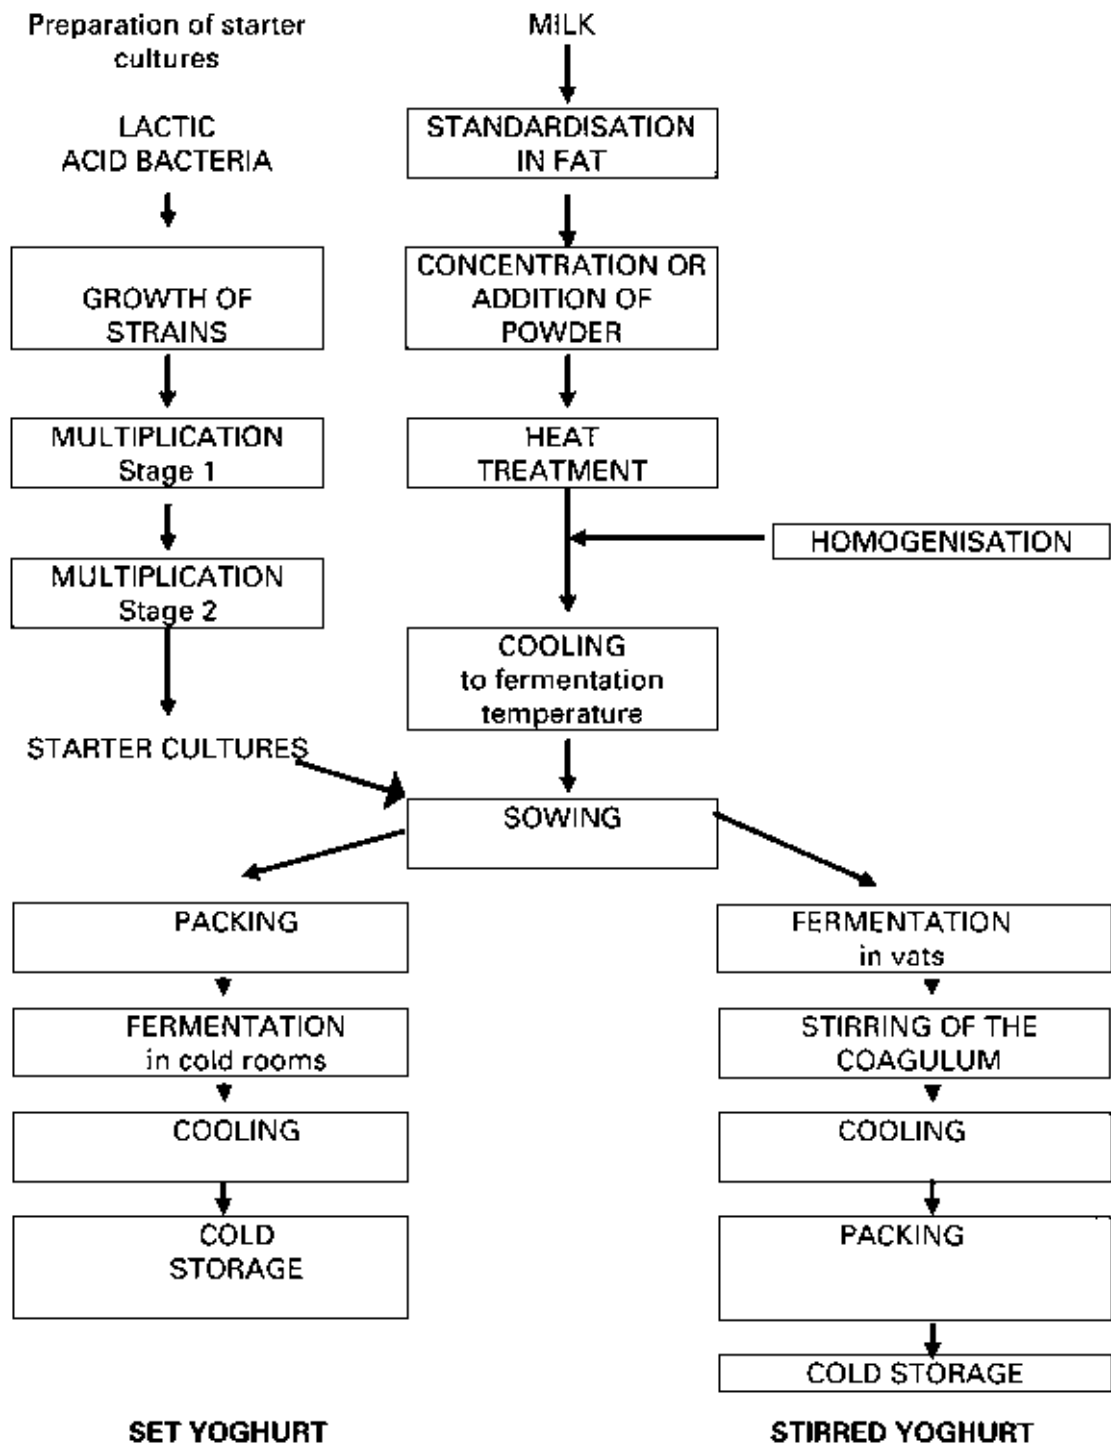 Preparation of starter
cultures
LACTIC
ACID BACTERIA
GROWTH OF
STRAINS
MULTIPLICATION
Stage 1
MULTIPLICATION
Stage 2
STARTER CULTURES
MILK
STANDARDISATION
IN FAT
CONCENTRATION OR
ADDITION OF
POWDER
HEAT
TREATMENT
HOMOGENISATION
COOLING
to fermentation
temperature
SOWING
PACKING
FERMENTATION
in cold rooms
COOLING
COLD
STORAGE
SET YOGHURT
FERMENTATION
in vats
STIRRING OF THE
COAGULUM
COOLING
PACKING
COLD STORAGE
STIRRED YOGHURT